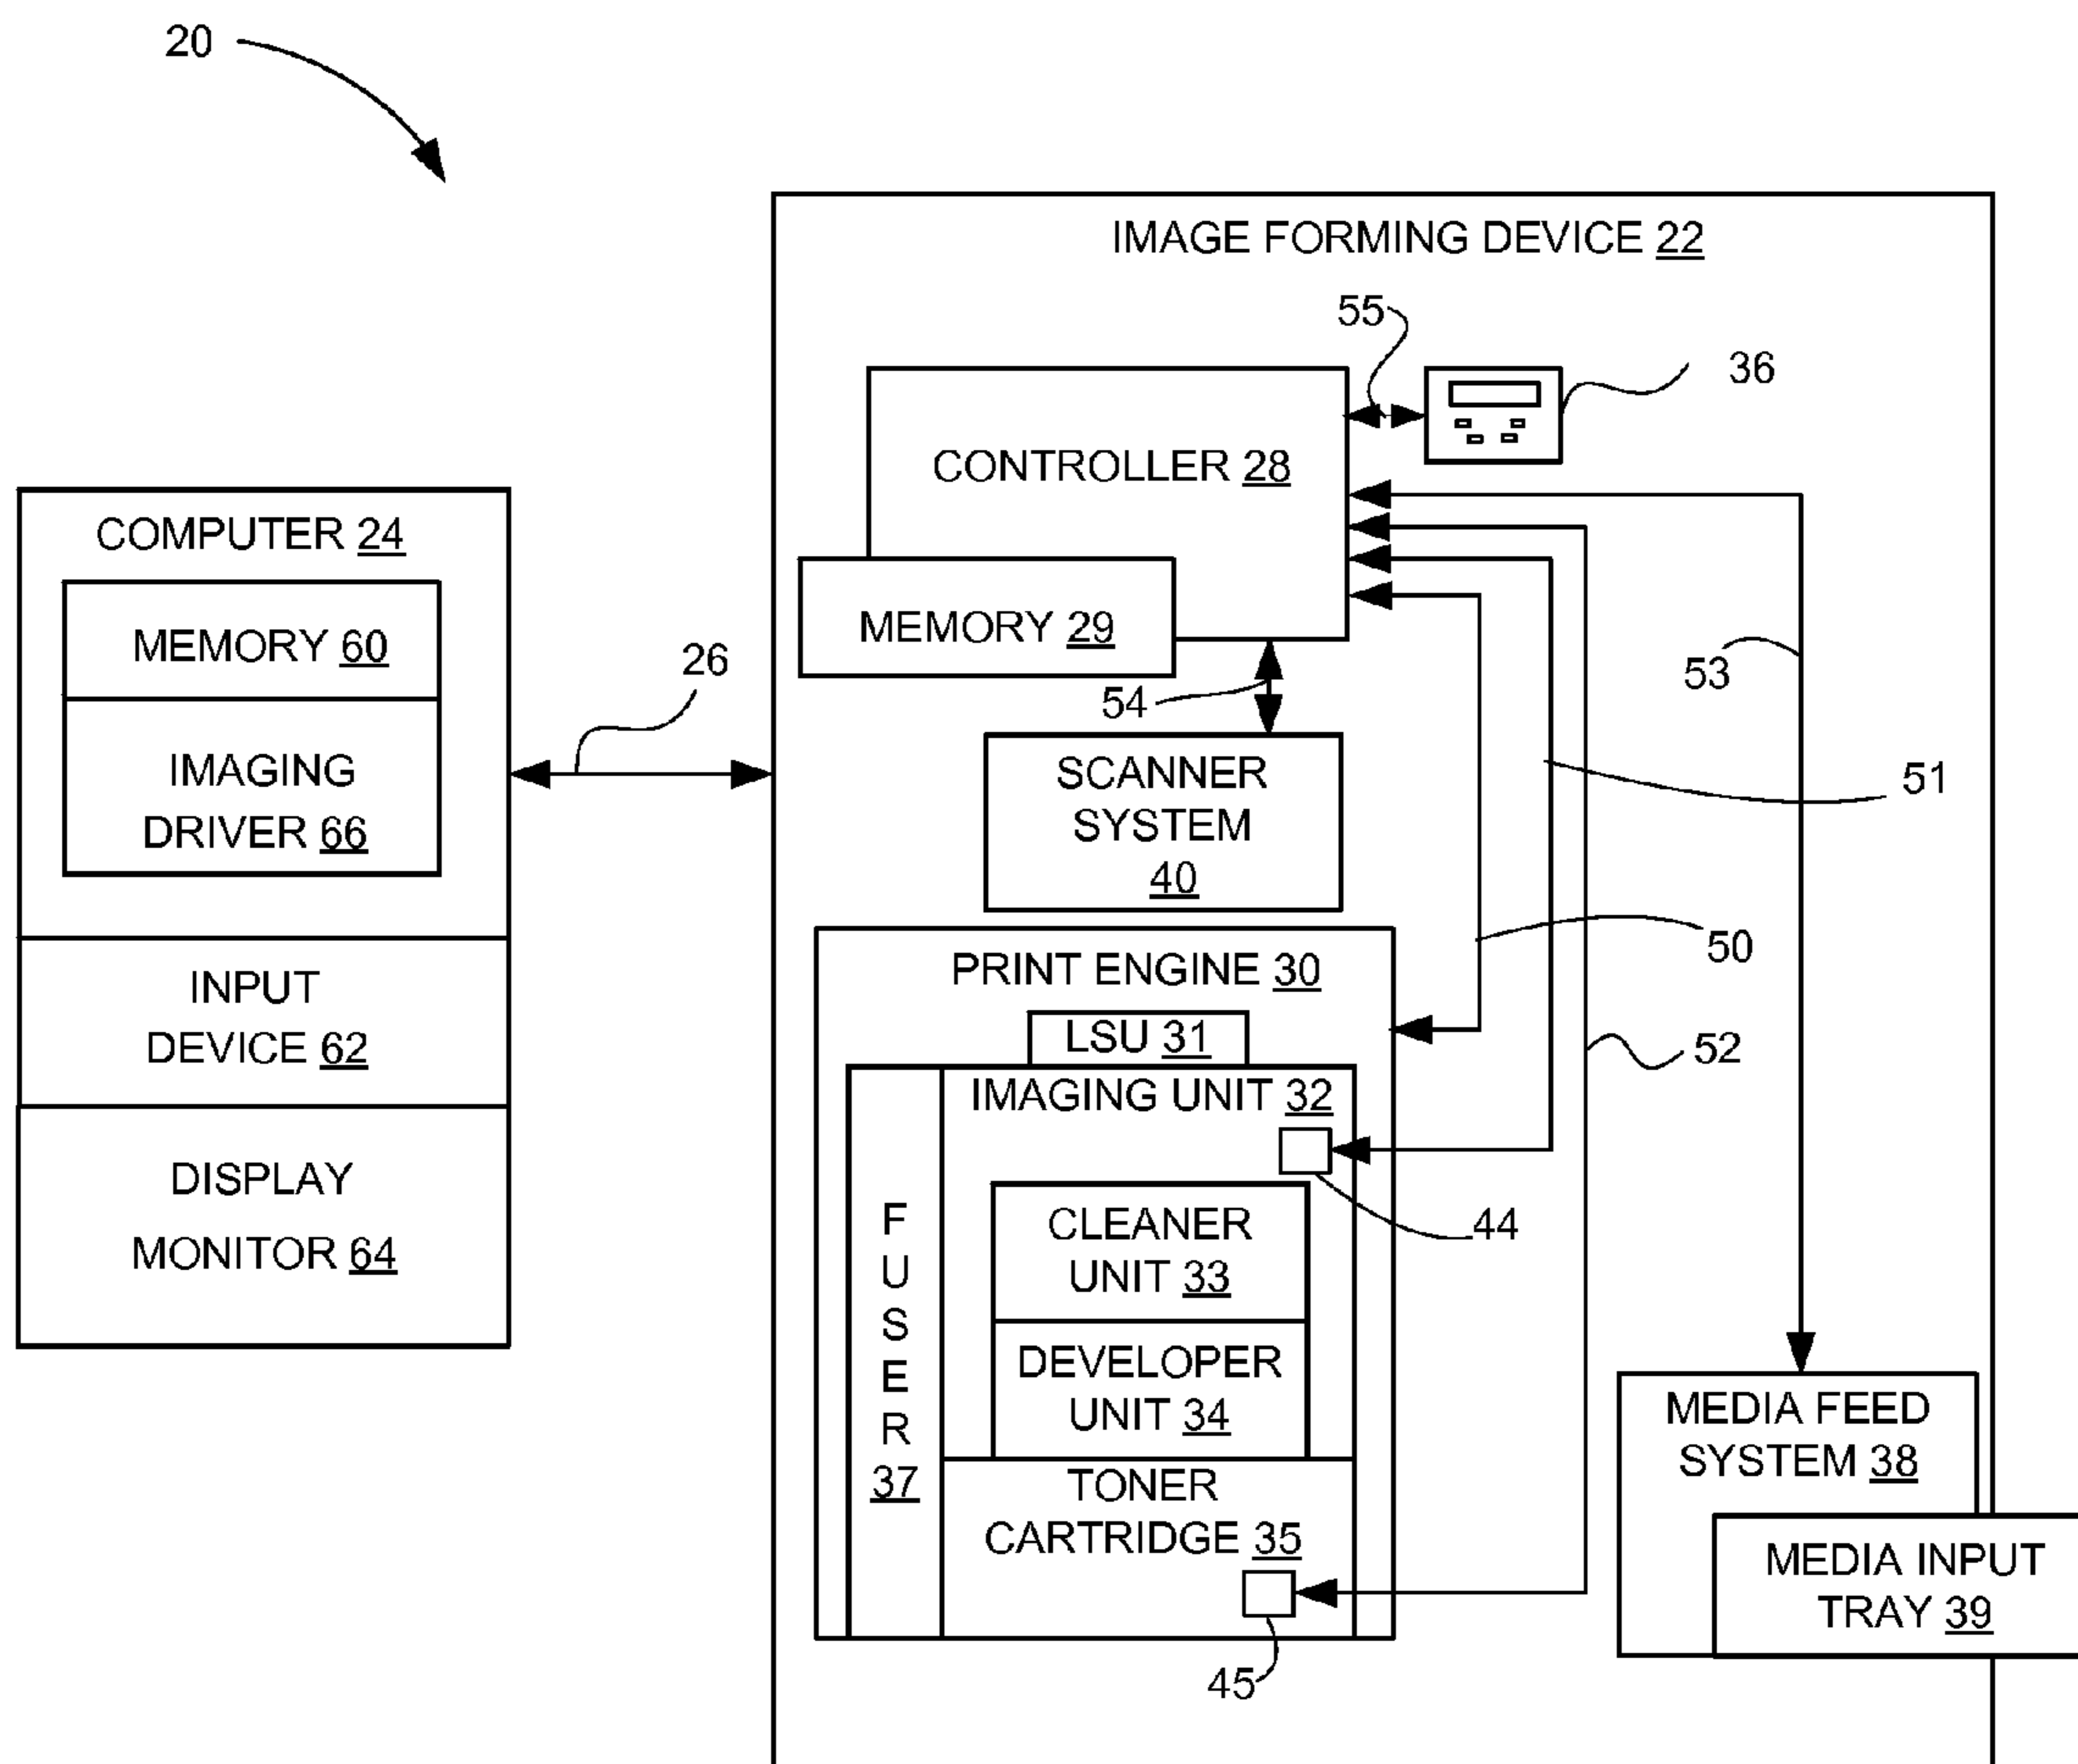 20
IMAGE FORMING DEVICE 22
55
36
CONTROLLER 28
MEMORY 29
54
53
SCANNER
SYSTEM
40
51
50
52
COMPUTER 24
MEMORY 60
IMAGING
DRIVER 66
INPUT
DEVICE 62
DISPLAY
MONITOR 64
26
PRINT ENGINE 30
LSU 31
IMAGING UNIT 32
44
CLEANER
UNIT 33
DEVELOPER
UNIT 34
F
U
S
E
R
37
TONER
CARTRIDGE 35
45
MEDIA FEED
SYSTEM 38
MEDIA INPUT
TRAY 39